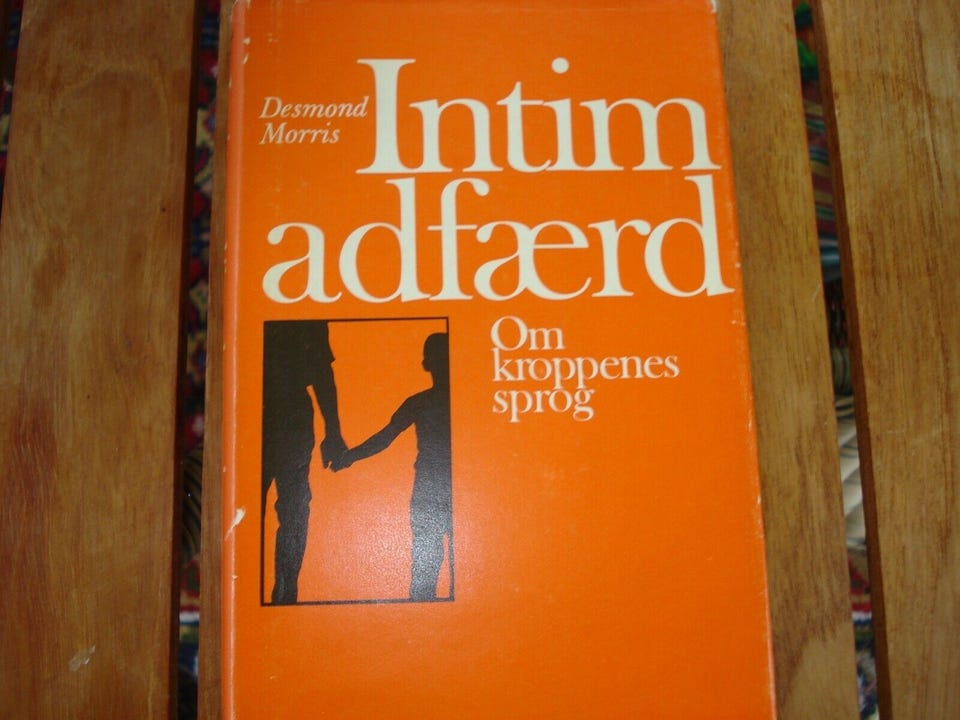 Desmond
Morris
Intim
adfærd
Om
kroppenes
sprog